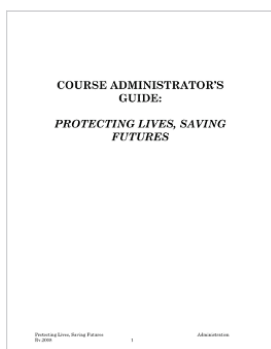 COURSE ADMINISTRATOR'S
GUIDE:
PROTECTING LIVES, SAVING
FUTURES
Protecting Lives, Saving Futures
Administration
1